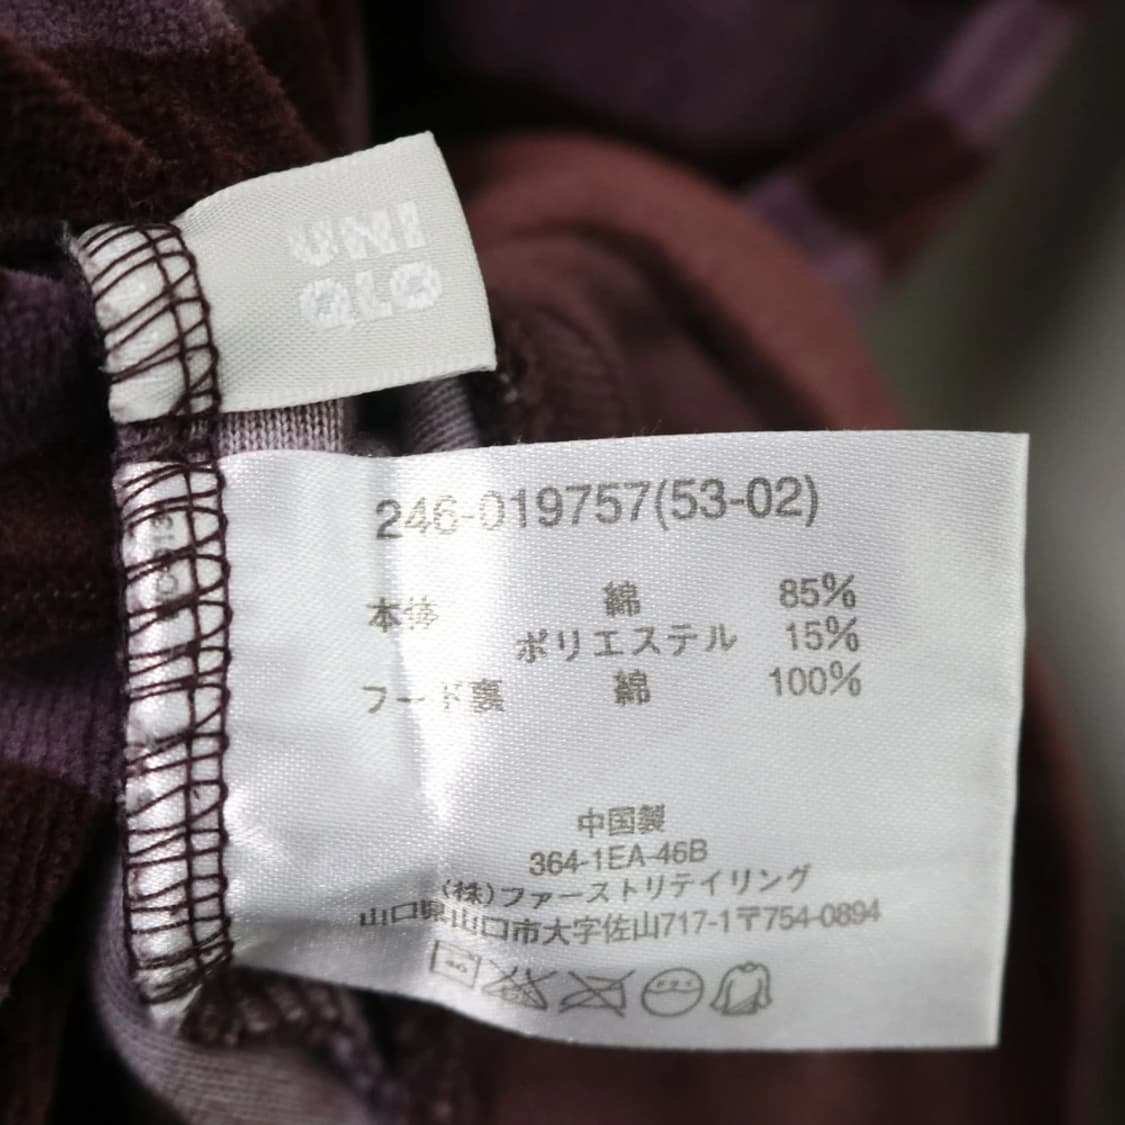 UNI
QLO
246-019757(53-02)
本体 綿 85%
ポリエステル 15%
フード裏 綿 100%
中国製
364-1EA-46B
(株)ファーストリテイリング
山口県山口市大字佐山717-1〒754-0894
40